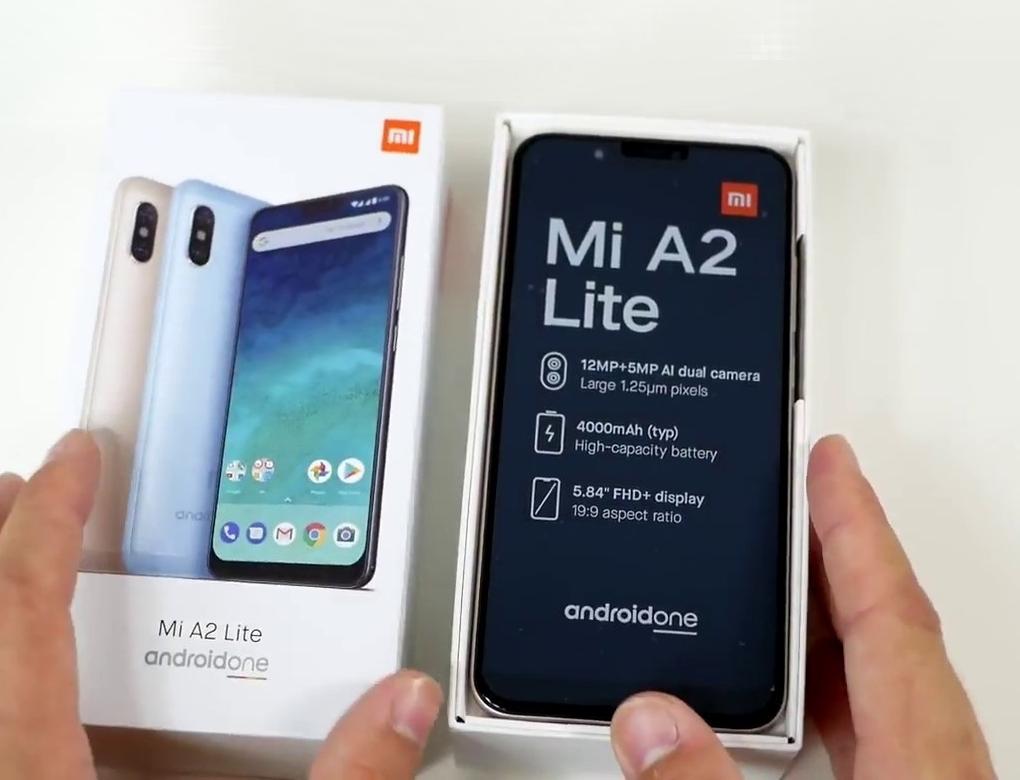 mi
andro
Mi A2 Lite
androidone
mi
Mi A2
Lite
12MP+5MP AI dual camera
Large 1.25µm pixels
4000mAh (typ)
High-capacity battery
5.84" FHD+ display
19:9 aspect ratio
androidone